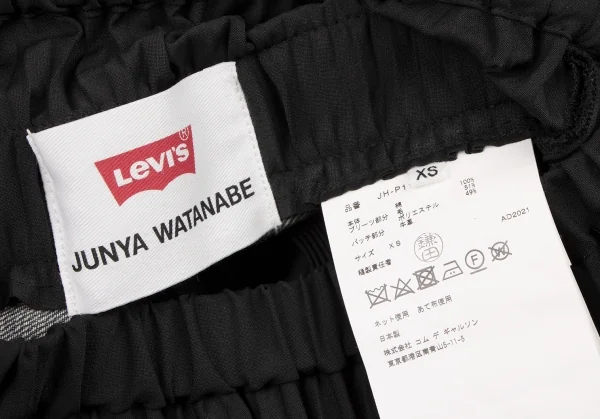 Levi's®
JUNYA WATANABE
XS
品番 JH-P1
本体 綿 100%
プリーツ部分 毛 51%
ポリエステル 49%
パッチ部分 牛革
サイズ XS
AD2021
縫製責任者 鎌田
F
ネット使用 あて布使用
日本製
株式会社 コム デ ギャルソン
東京都港区南青山5-11-5